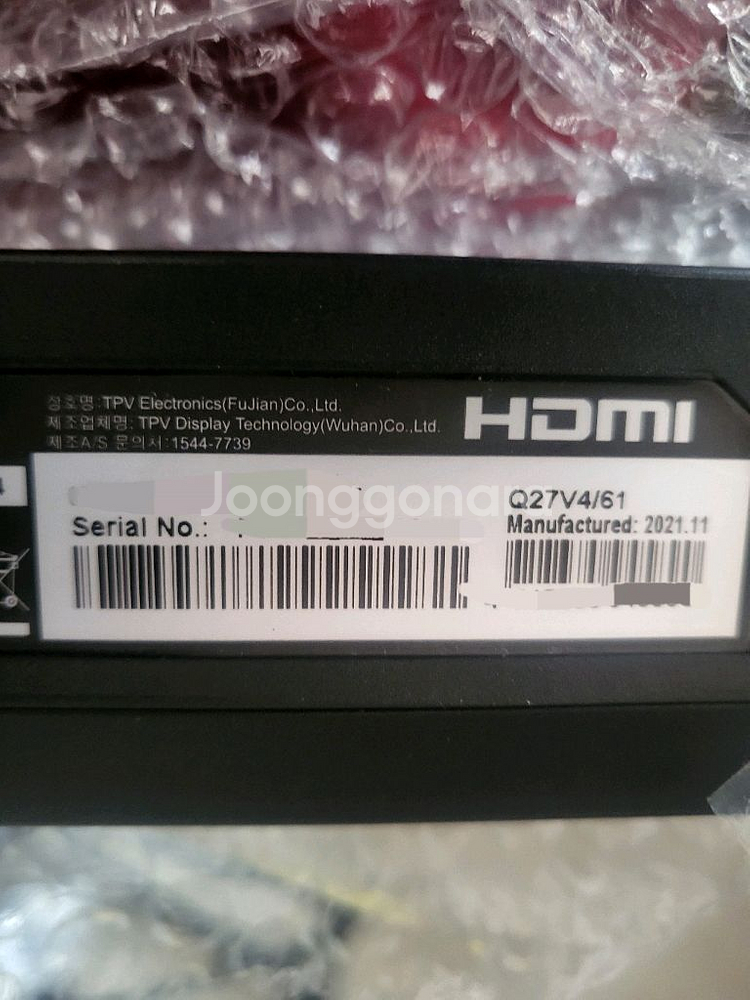 상호명: TPV Electronics(FuJian)Co.,Ltd.
제조업체명: TPV Display Technology(Wuhan)Co.,Ltd.
제조A/S 문의처:1544-7739
HDMI
4
Joonggonara
Q27V4/61
Serial No.:
Manufactured: 2021.11